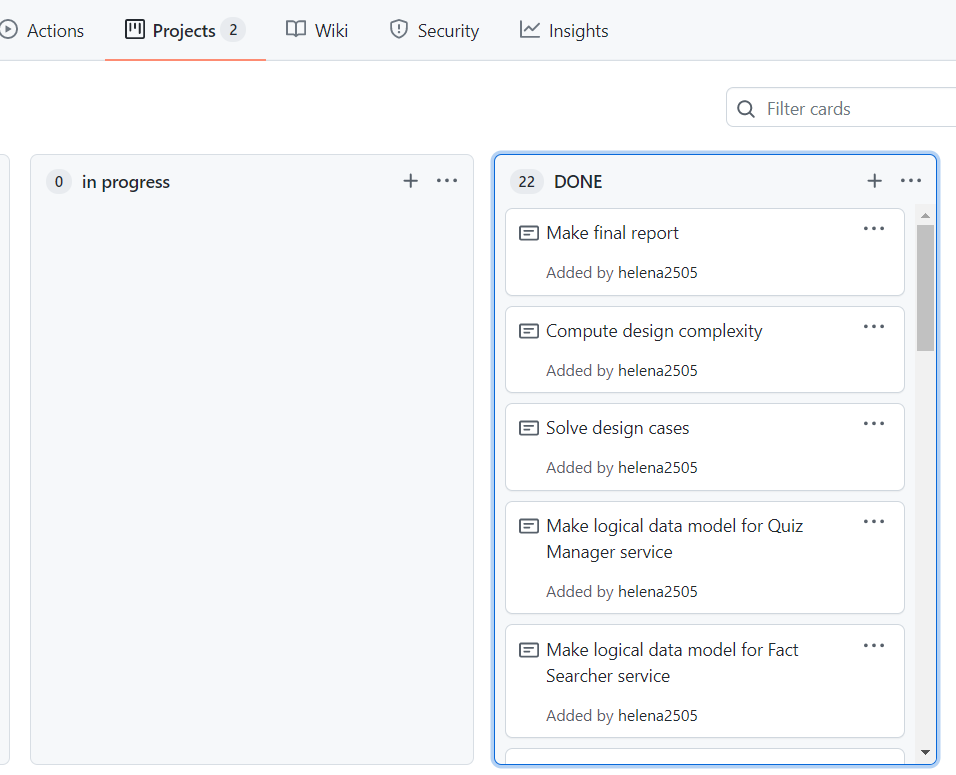 Actions Projects 2 Wiki Security Insights
Filter cards
0 in progress
22 DONE
Make final report
Added by helena2505
Compute design complexity
Added by helena2505
Solve design cases
Added by helena2505
Make logical data model for Quiz
Manager service
Added by helena2505
Make logical data model for Fact
Searcher service
Added by helena2505